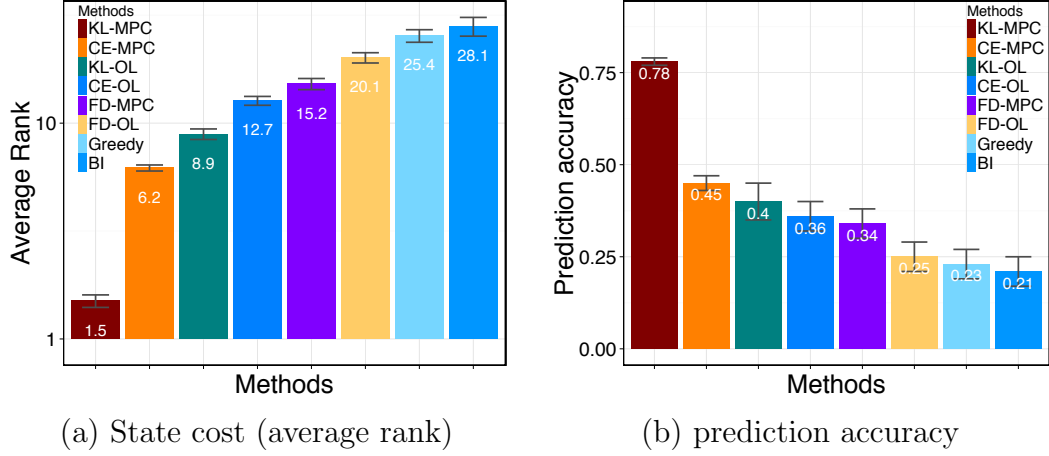 Methods
KL-MPC
CE-MPC
KL-OL
CE-OL
FD-MPC
FD-OL
Greedy
BI
Average Rank
10
1
1.5
6.2
8.9
12.7
15.2
20.1
25.4
28.1
Methods
(a) State cost (average rank)
Methods
KL-MPC
CE-MPC
KL-OL
CE-OL
FD-MPC
FD-OL
Greedy
BI
Prediction accuracy
0.75
0.50
0.25
0.00
0.78
0.45
0.4
0.36
0.34
0.25
0.23
0.21
Methods
(b) prediction accuracy